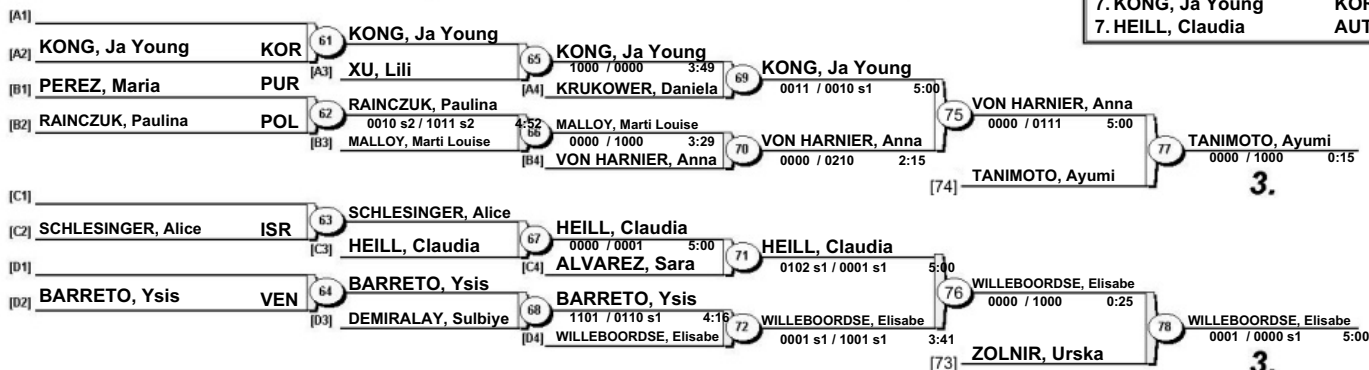 7. KONG, Ja Young KOR
7. HEILL, Claudia AUT
[A1]
[A2] KONG, Ja Young KOR
61
KONG, Ja Young
[A3] XU, Lili
65
KONG, Ja Young
1000 / 0000 3:49
[A4] KRUKOWER, Daniela
69
KONG, Ja Young
0011 / 0010 s1 5:00
[B1] PEREZ, Maria PUR
[B2] RAINCZUK, Paulina POL
62
RAINCZUK, Paulina
0010 s2 / 1011 s2 4:52
[B3] MALLOY, Marti Louise
66
MALLOY, Marti Louise
0000 / 1000 3:29
[B4] VON HARNIER, Anna
70
VON HARNIER, Anna
0000 / 0210 2:15
75
VON HARNIER, Anna
0000 / 0111 5:00
[74] TANIMOTO, Ayumi
77
TANIMOTO, Ayumi
0000 / 1000 0:15
3.
[C1]
[C2] SCHLESINGER, Alice ISR
63
SCHLESINGER, Alice
[C3] HEILL, Claudia
67
HEILL, Claudia
0000 / 0001 5:00
[C4] ALVAREZ, Sara
71
HEILL, Claudia
0102 s1 / 0001 s1 5:00
[D1]
[D2] BARRETO, Ysis VEN
64
BARRETO, Ysis
[D3] DEMIRALAY, Sulbiye
68
BARRETO, Ysis
1101 / 0110 s1 4:16
[D4] WILLEBOORDSE, Elisabe
72
WILLEBOORDSE, Elisabe
0001 s1 / 1001 s1 3:41
76
WILLEBOORDSE, Elisabe
0000 / 1000 0:25
[73] ZOLNIR, Urska
78
WILLEBOORDSE, Elisabe
0001 / 0000 s1 5:00
3.